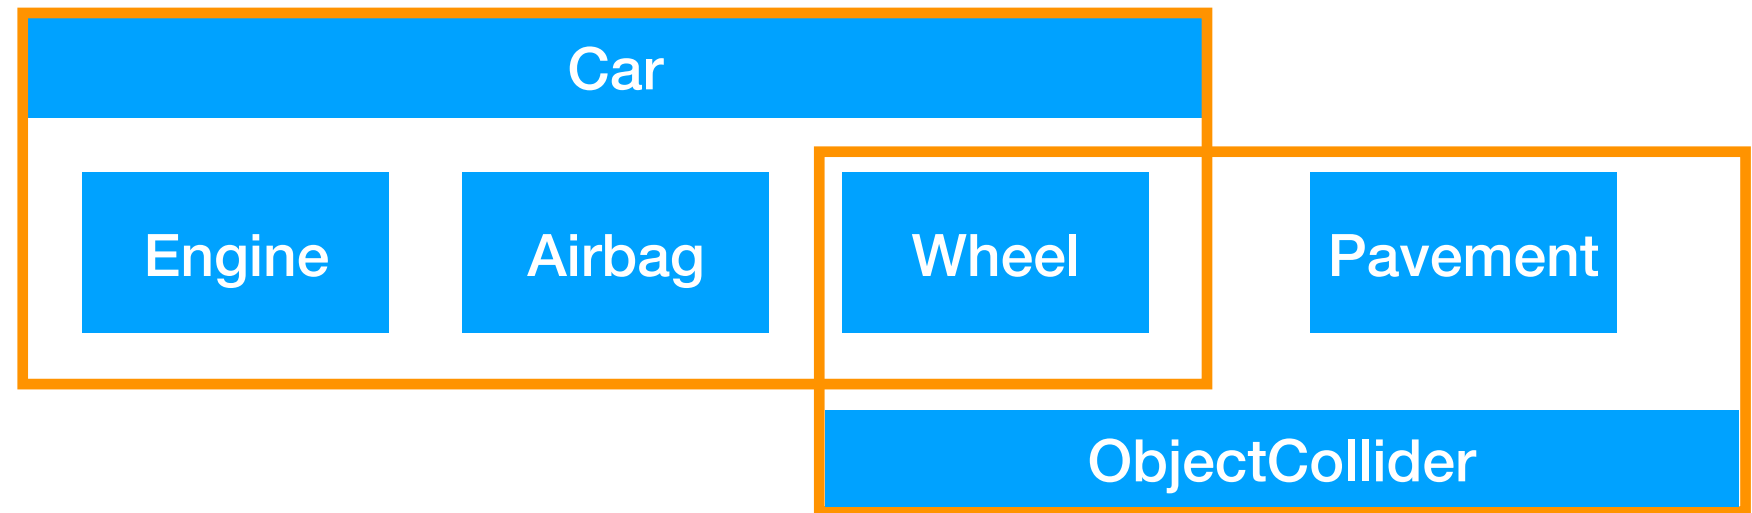 Car
Engine
Airbag
Wheel
Pavement
ObjectCollider